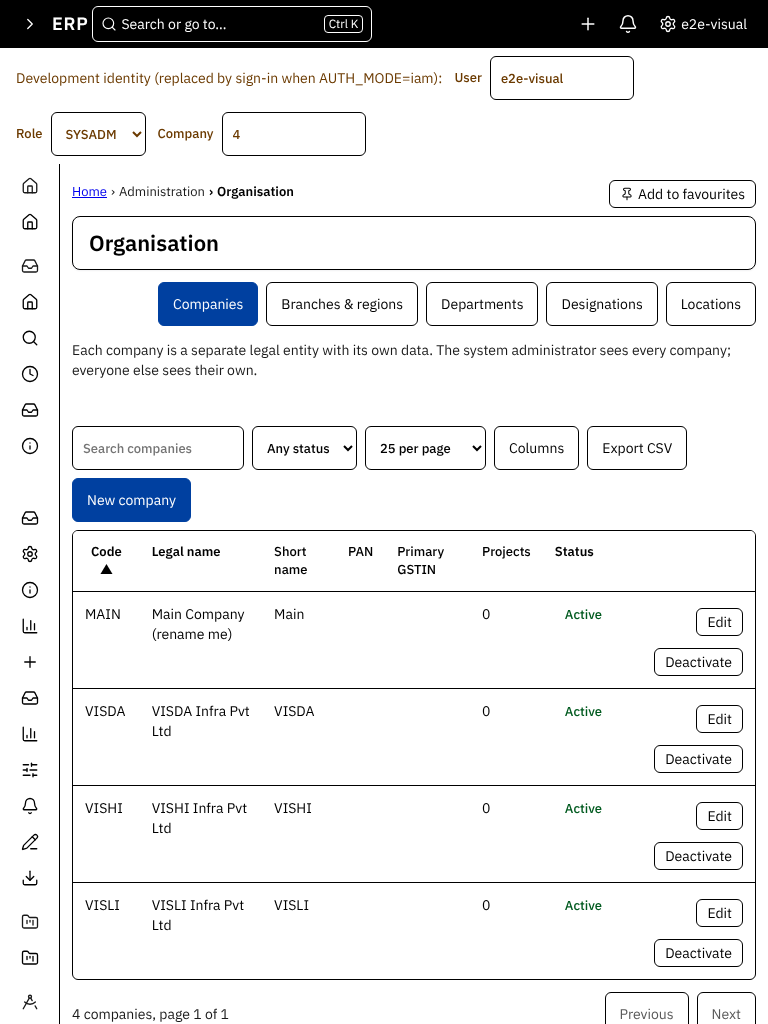 ERP
Search or go to...
Ctrl K
e2e-visual
Development identity (replaced by sign-in when AUTH_MODE=iam): User e2e-visual
Role SYSADM Company 4
Home › Administration › Organisation
Add to favourites
Organisation
Companies Branches & regions Departments Designations Locations
Each company is a separate legal entity with its own data. The system administrator sees every company;
everyone else sees their own.
Search companies Any status 25 per page Columns Export CSV
New company
Code ▲ Legal name Short name PAN Primary GSTIN Projects Status
MAIN Main Company (rename me) Main 0 Active Edit
Deactivate
VISDA VISDA Infra Pvt Ltd VISDA 0 Active Edit
Deactivate
VISHI VISHI Infra Pvt Ltd VISHI 0 Active Edit
Deactivate
VISLI VISLI Infra Pvt Ltd VISLI 0 Active Edit
Deactivate
4 companies, page 1 of 1 Previous Next